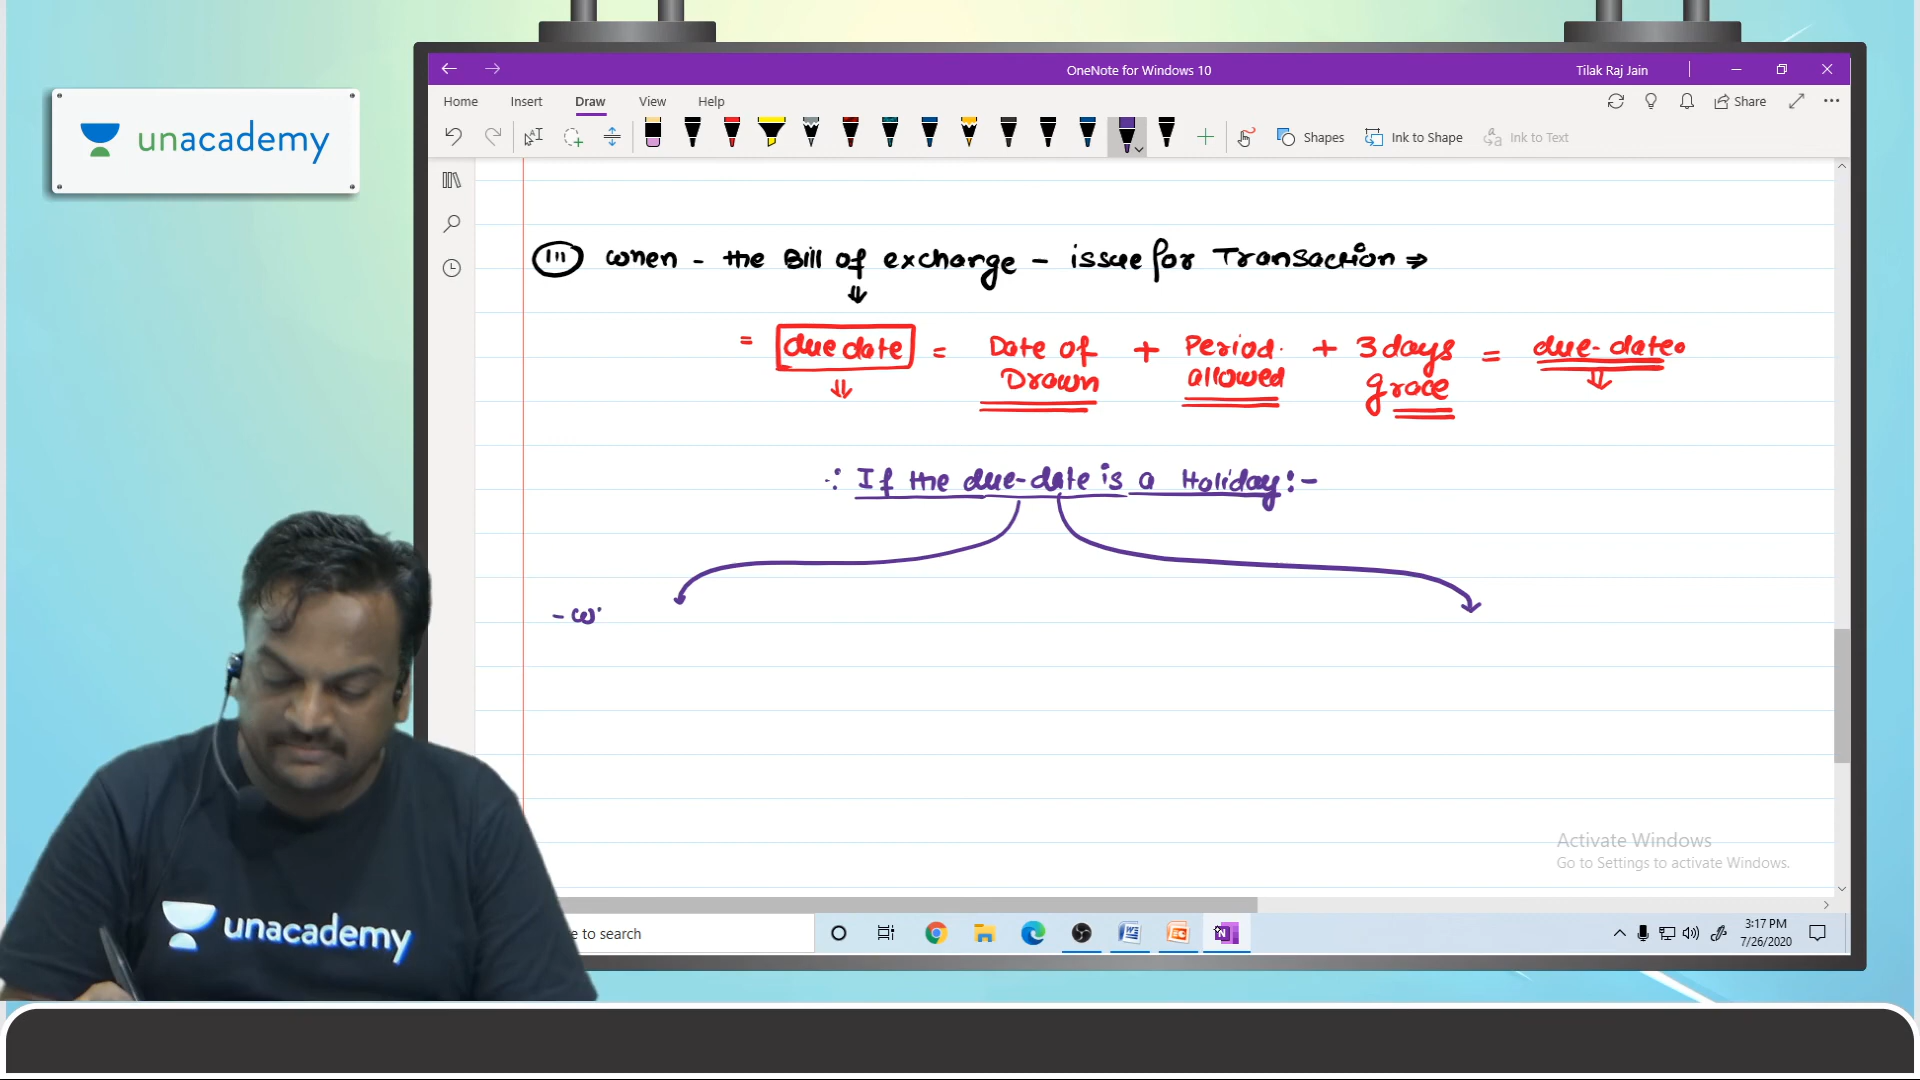 OneNote for Windows 10
Tilak Raj Jain
unacademy
Home Insert Draw View Help
Share
Shapes
Ink to Shape
Ink to Text
III When - the Bill of exchange - issue for Transaction ⇒
= due date = Date of Drawn + Period allowed + 3 days grace = due-date.
∴ If the due-date is a Holiday:-
- w
Activate Windows
Go to Settings to activate Windows.
unacademy
e to search
3:17 PM
7/26/2020